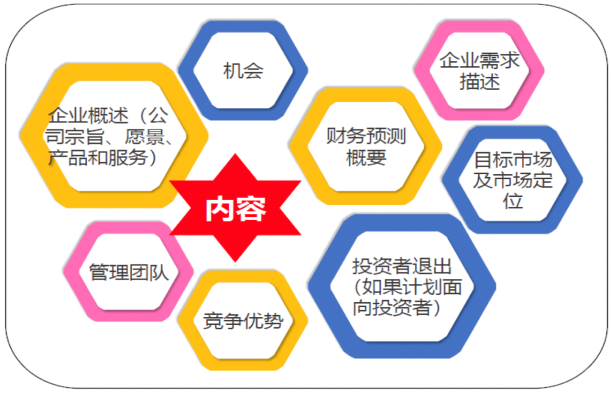 机会
企业需求
描述
企业概述（公
司宗旨、愿景、
产品和服务）
财务预测
概要
目标市场
及市场定
位
内容
管理团队
竞争优势
投资者退出
（如果计划面
向投资者）